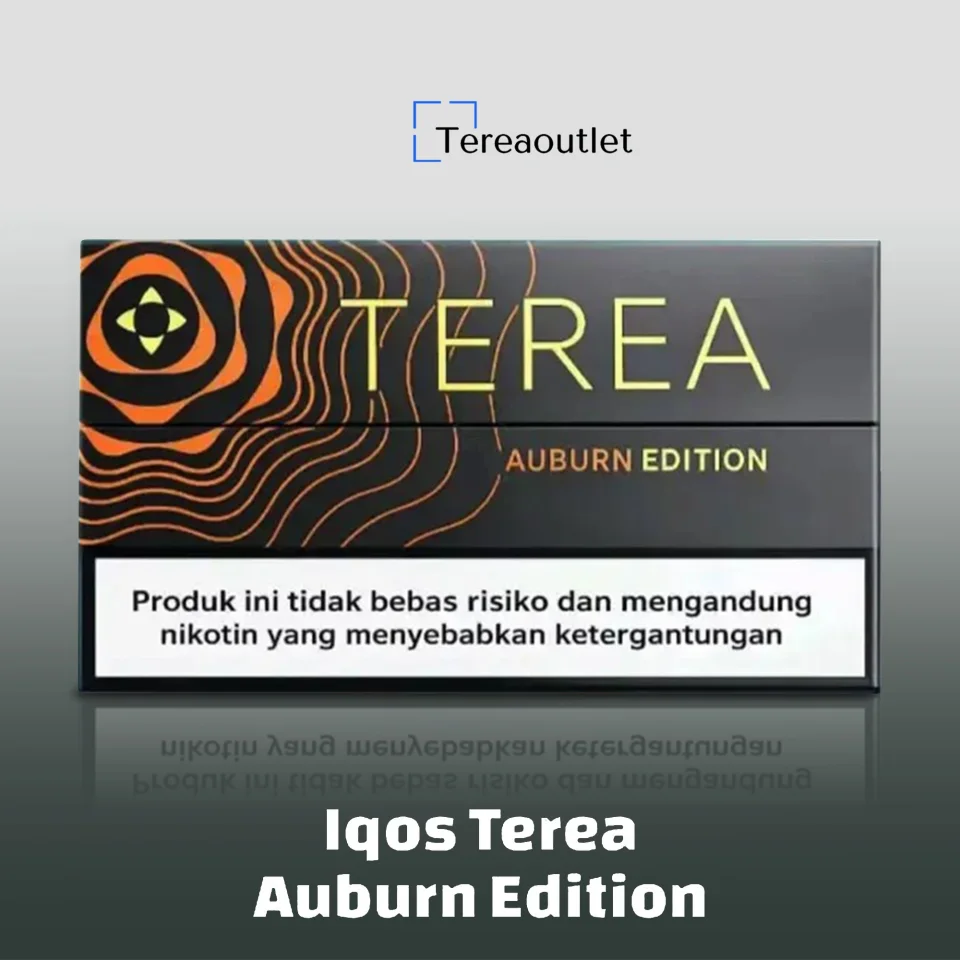 Tereaoutlet
TEREA
AUBURN EDITION
Produk ini tidak bebas risiko dan mengandung
nikotin yang menyebabkan ketergantungan
Iqos Terea
Auburn Edition